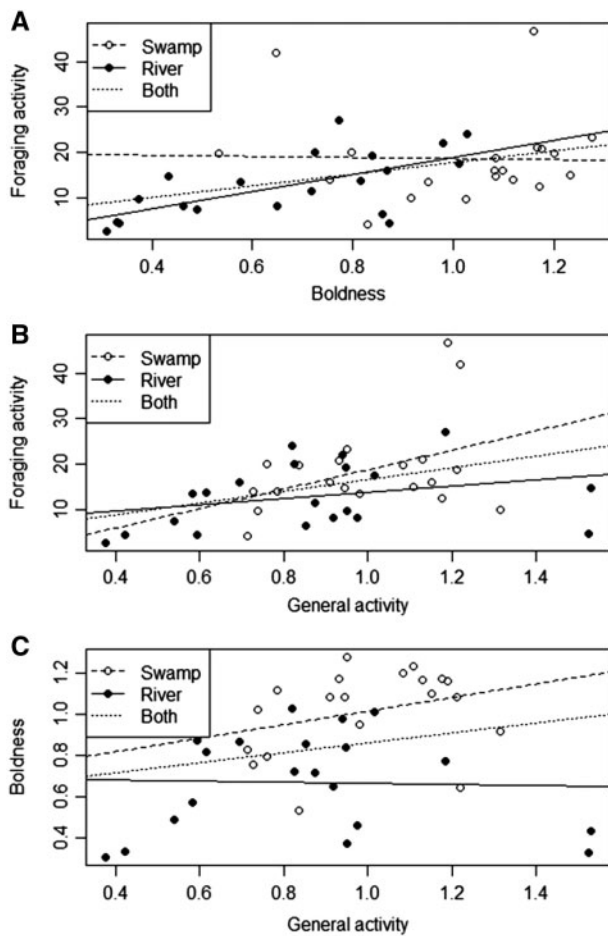 A
Foraging activity
40
30
20
10
Swamp
River
Both
0.4 0.6 0.8 1.0 1.2
Boldness
B
Foraging activity
40
30
20
10
Swamp
River
Both
0.4 0.6 0.8 1.0 1.2 1.4
General activity
C
Boldness
1.2
1.0
0.8
0.6
0.4
Swamp
River
Both
0.4 0.6 0.8 1.0 1.2 1.4
General activity